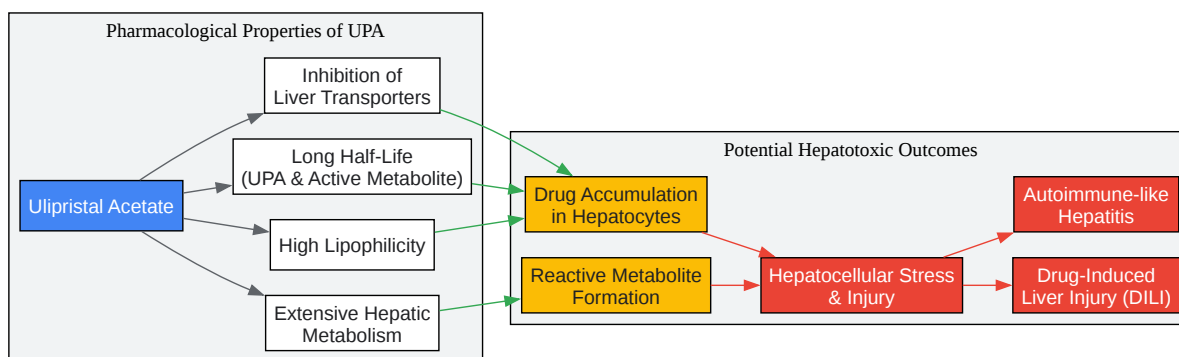 Pharmacological Properties of UPA
Inhibition of
Liver Transporters
Long Half-Life
(UPA & Active Metabolite)
Ulipristal Acetate
High Lipophilicity
Extensive Hepatic
Metabolism
Potential Hepatotoxic Outcomes
Drug Accumulation
in Hepatocytes
Reactive Metabolite
Formation
Hepatocellular Stress
& Injury
Autoimmune-like
Hepatitis
Drug-Induced
Liver Injury (DILI)